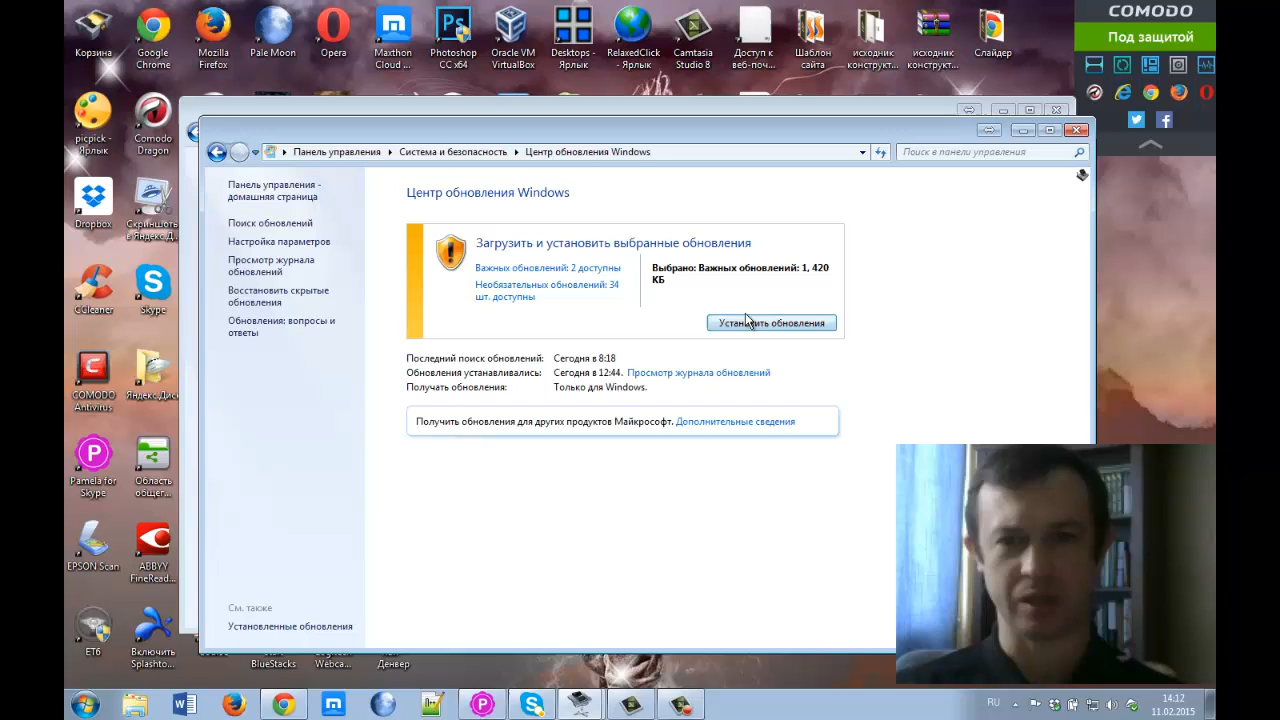 Корзина
Google
Chrome
Mozilla
Firefox
Pale Moon
Opera
Maxthon
Cloud ...
Photoshop
CC x64
Oracle VM
VirtualBox
Desktops -
Ярлык
RelaxedClick
- Ярлык
Camtasia
Studio 8
Доступ к
веб-поч...
Шаблон
сайта
исходник
конструкт...
исходник
конструкт...
Слайдер
COMODO
Под защитой
picpick -
Ярлык
Comodo
Dragon
Dropbox
Скриншоты
в Яндекс.Д...
CCleaner
Skype
COMODO
Antivirus
Яндекс.Диск
Pamela for
Skype
Область
общег...
EPSON Scan
ABBYY
FineRead...
ET6
Включить
Splashto...
BlueStacks
Webca...
Денвер
Панель управления
Система и безопасность
Центр обновления Windows
Поиск в панели управления
Панель управления -
домашняя страница
Поиск обновлений
Настройка параметров
Просмотр журнала
обновлений
Восстановить скрытые
обновления
Обновления: вопросы и
ответы
См. также
Установленные обновления
Центр обновления Windows
Загрузить и установить выбранные обновления
Важных обновлений: 2 доступны
Необязательных обновлений: 34
шт. доступны
Выбрано: Важных обновлений: 1, 420
КБ
Установить обновления
Последний поиск обновлений: Сегодня в 8:18
Обновления устанавливались: Сегодня в 12:44. Просмотр журнала обновлений
Получать обновления: Только для Windows.
Получить обновления для других продуктов Майкрософт. Дополнительные сведения
RU
14:12
11.02.2015